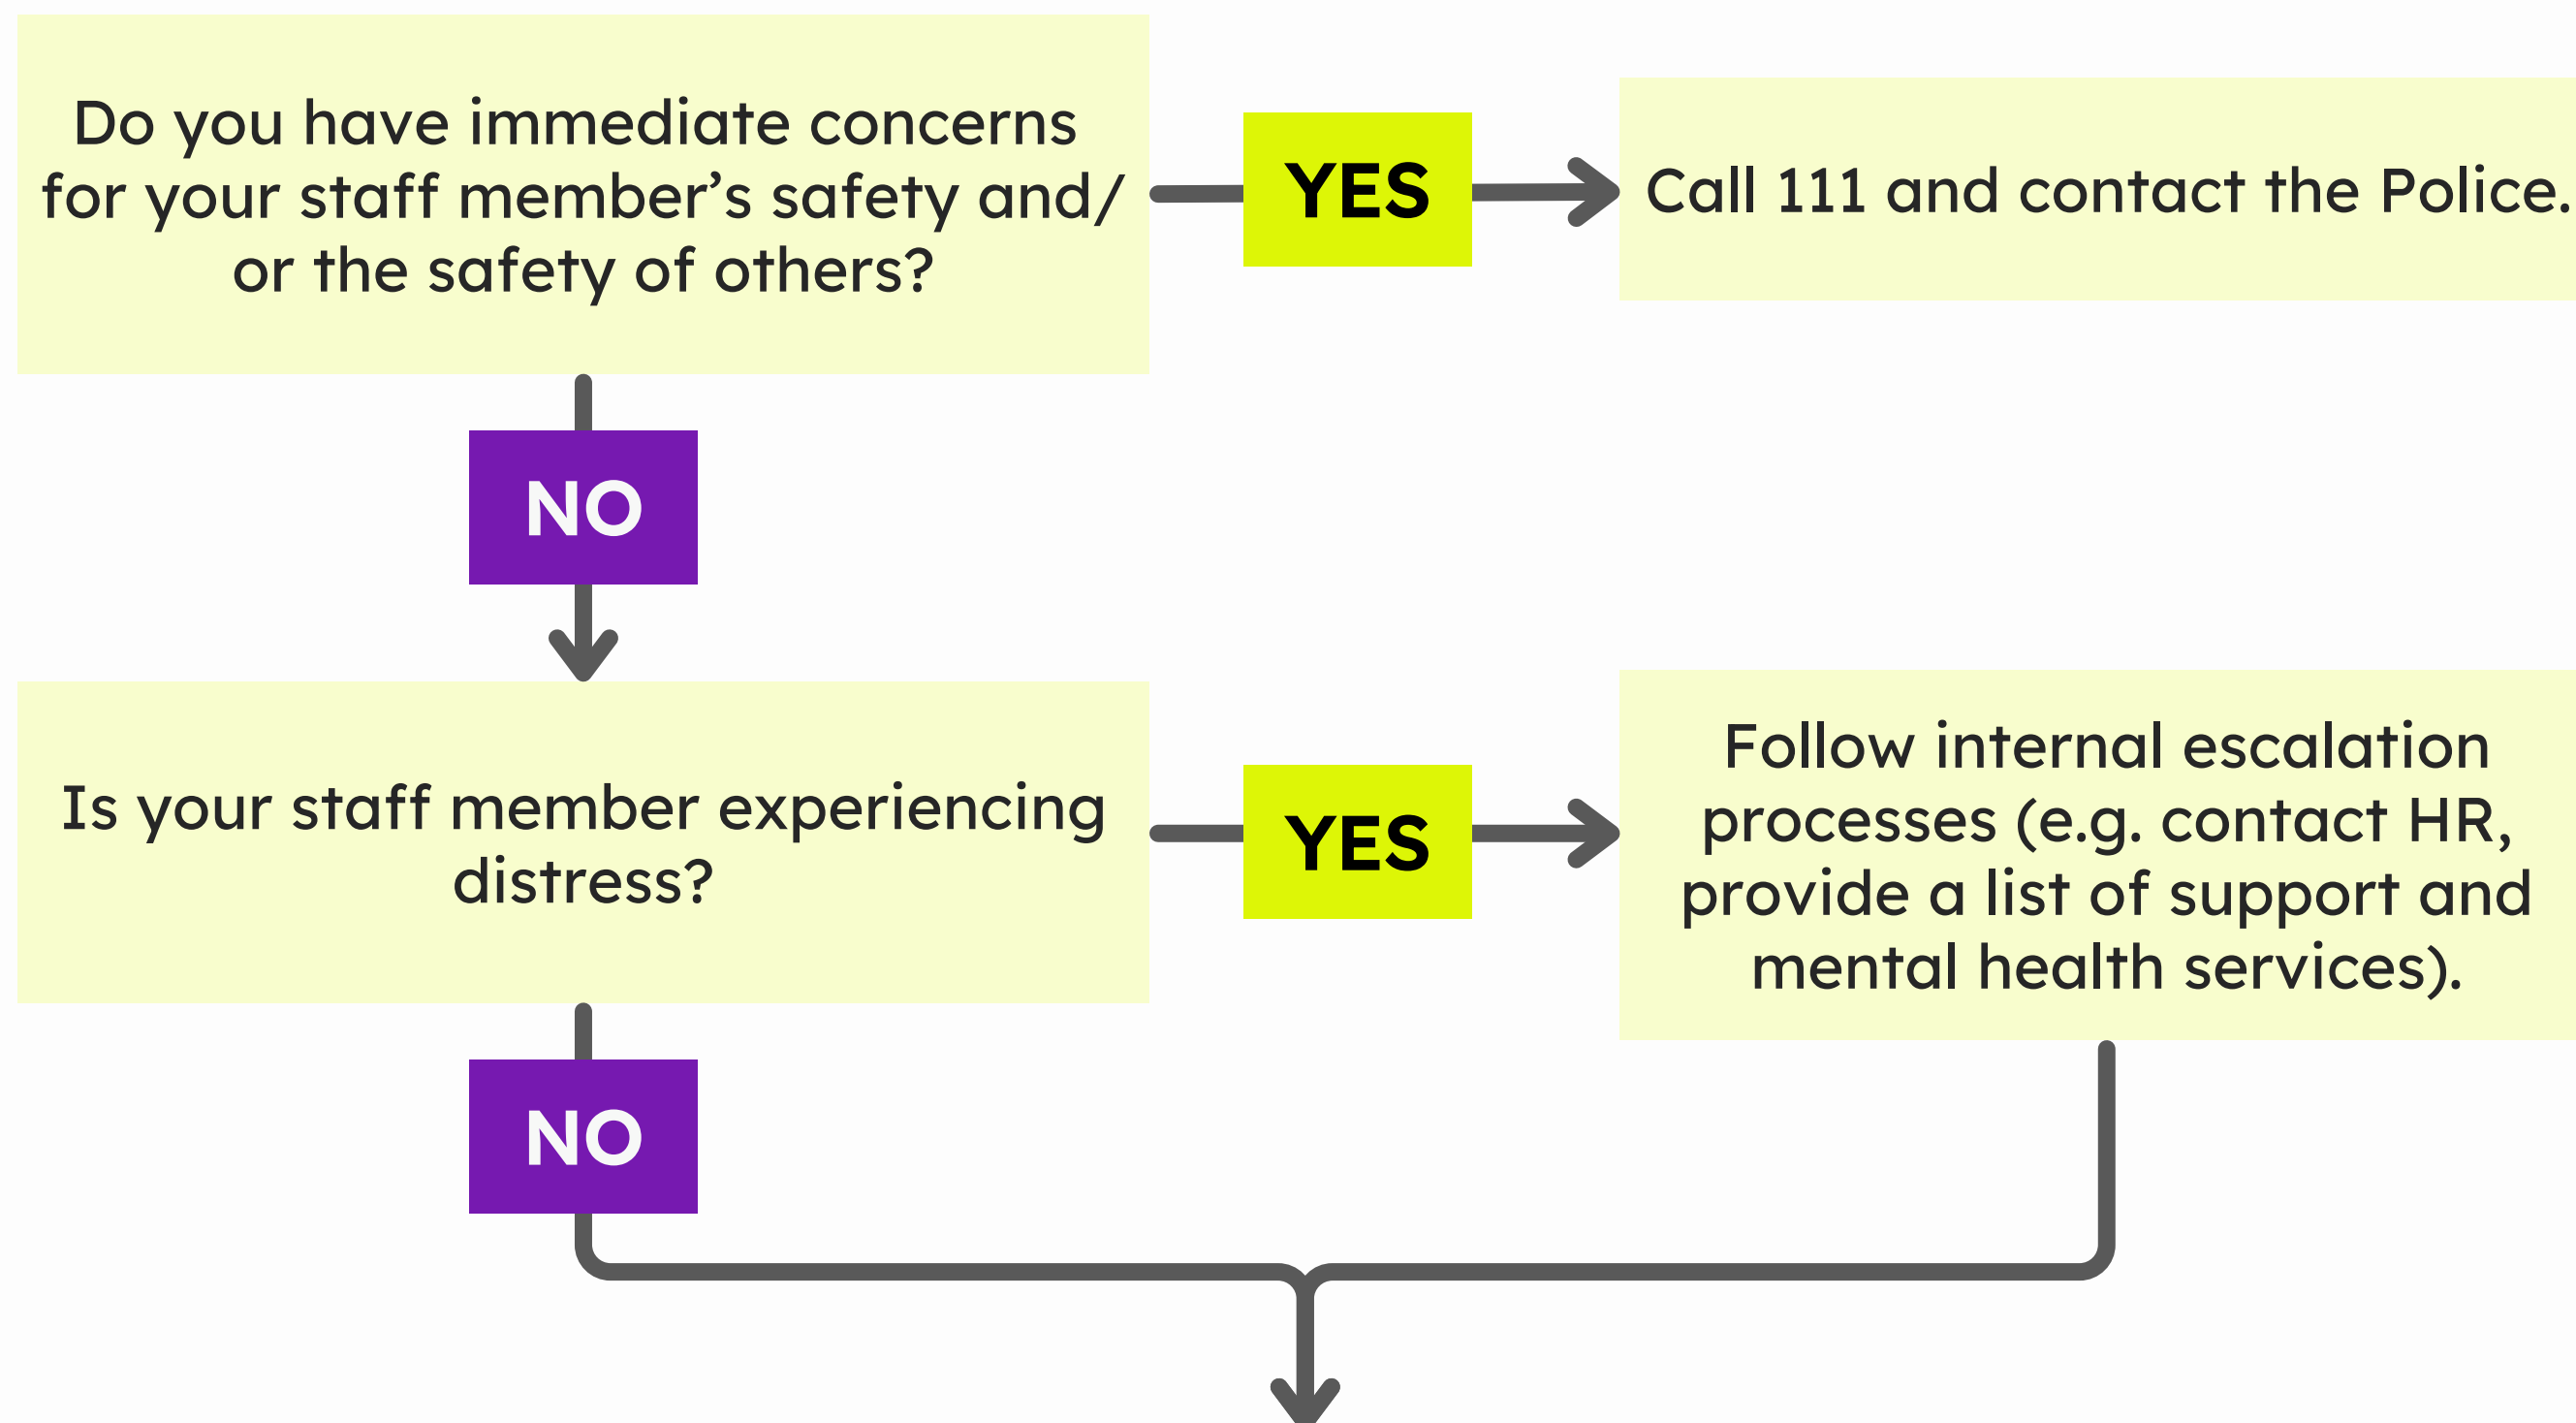 Do you have immediate concerns
for your staff member’s safety and/
or the safety of others?
YES
Call 111 and contact the Police.
NO
Is your staff member experiencing
distress?
YES
Follow internal escalation
processes (e.g. contact HR,
provide a list of support and
mental health services).
NO